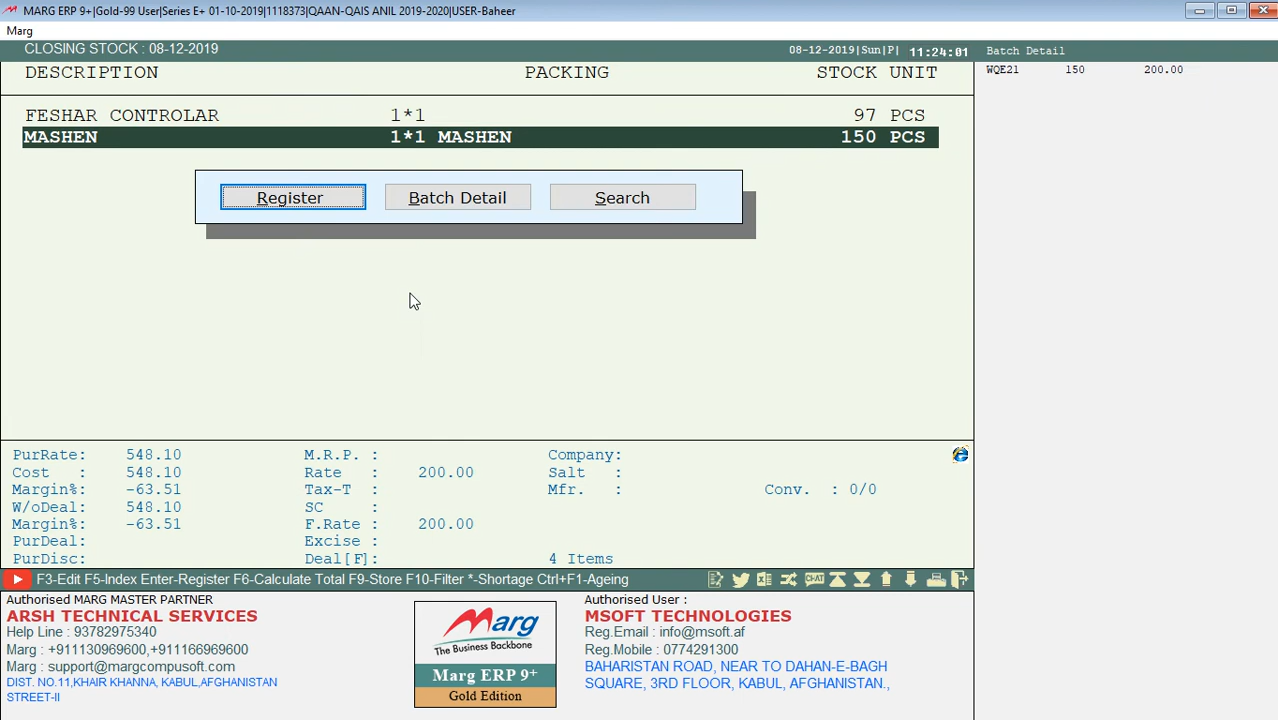 MARG ERP 9+|Gold-99 User|Series E+ 01-10-2019|1118373|QAAN-QAIS ANIL 2019-2020|USER-Baheer
Marg
CLOSING STOCK : 08-12-2019 08-12-2019|Sun|P| 11:24:01 Batch Detail
DESCRIPTION PACKING STOCK UNIT
WQE21 150 200.00
FESHAR CONTROLAR 1*1 97 PCS
MASHEN 1*1 MASHEN 150 PCS
Register Batch Detail Search
PurRate: 548.10 M.R.P. : Company:
Cost : 548.10 Rate : 200.00 Salt :
Margin%: -63.51 Tax-T : Mfr. : Conv. : 0/0
W/oDeal: 548.10 SC :
Margin%: -63.51 F.Rate : 200.00
PurDeal: Excise :
PurDisc: Deal[F]: 4 Items
F3-Edit F5-Index Enter-Register F6-Calculate Total F9-Store F10-Filter *-Shortage Ctrl+F1-Ageing CHAT
Authorised MARG MASTER PARTNER
ARSH TECHNICAL SERVICES
Help Line : 93782975340
Marg : +911130969600,+911166969600
Marg : support@margcompusoft.com
DIST. NO.11,KHAIR KHANNA, KABUL,AFGHANISTAN
STREET-II
Marg
The Business Backbone
Marg ERP 9+
Gold Edition
Authorised User :
MSOFT TECHNOLOGIES
Reg.Email : info@msoft.af
Reg.Mobile : 0774291300
BAHARISTAN ROAD, NEAR TO DAHAN-E-BAGH
SQUARE, 3RD FLOOR, KABUL, AFGHANISTAN.,